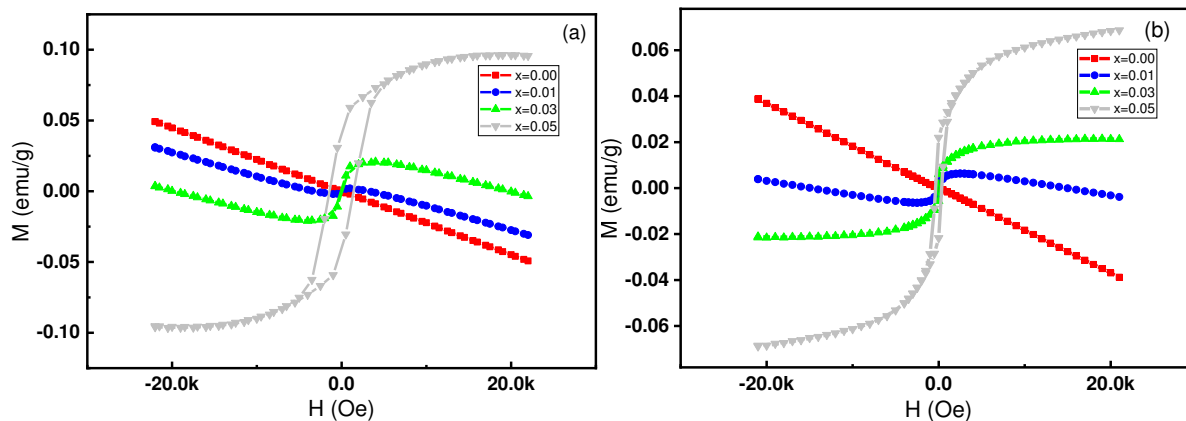 (a)
0.10
0.05
0.00
-0.05
-0.10
M (emu/g)
x=0.00
x=0.01
x=0.03
x=0.05
-20.0k 0.0 20.0k
H (Oe)
(b)
0.06
0.04
0.02
0.00
-0.02
-0.04
-0.06
M (emu/g)
x=0.00
x=0.01
x=0.03
x=0.05
-20.0k 0.0 20.0k
H (Oe)